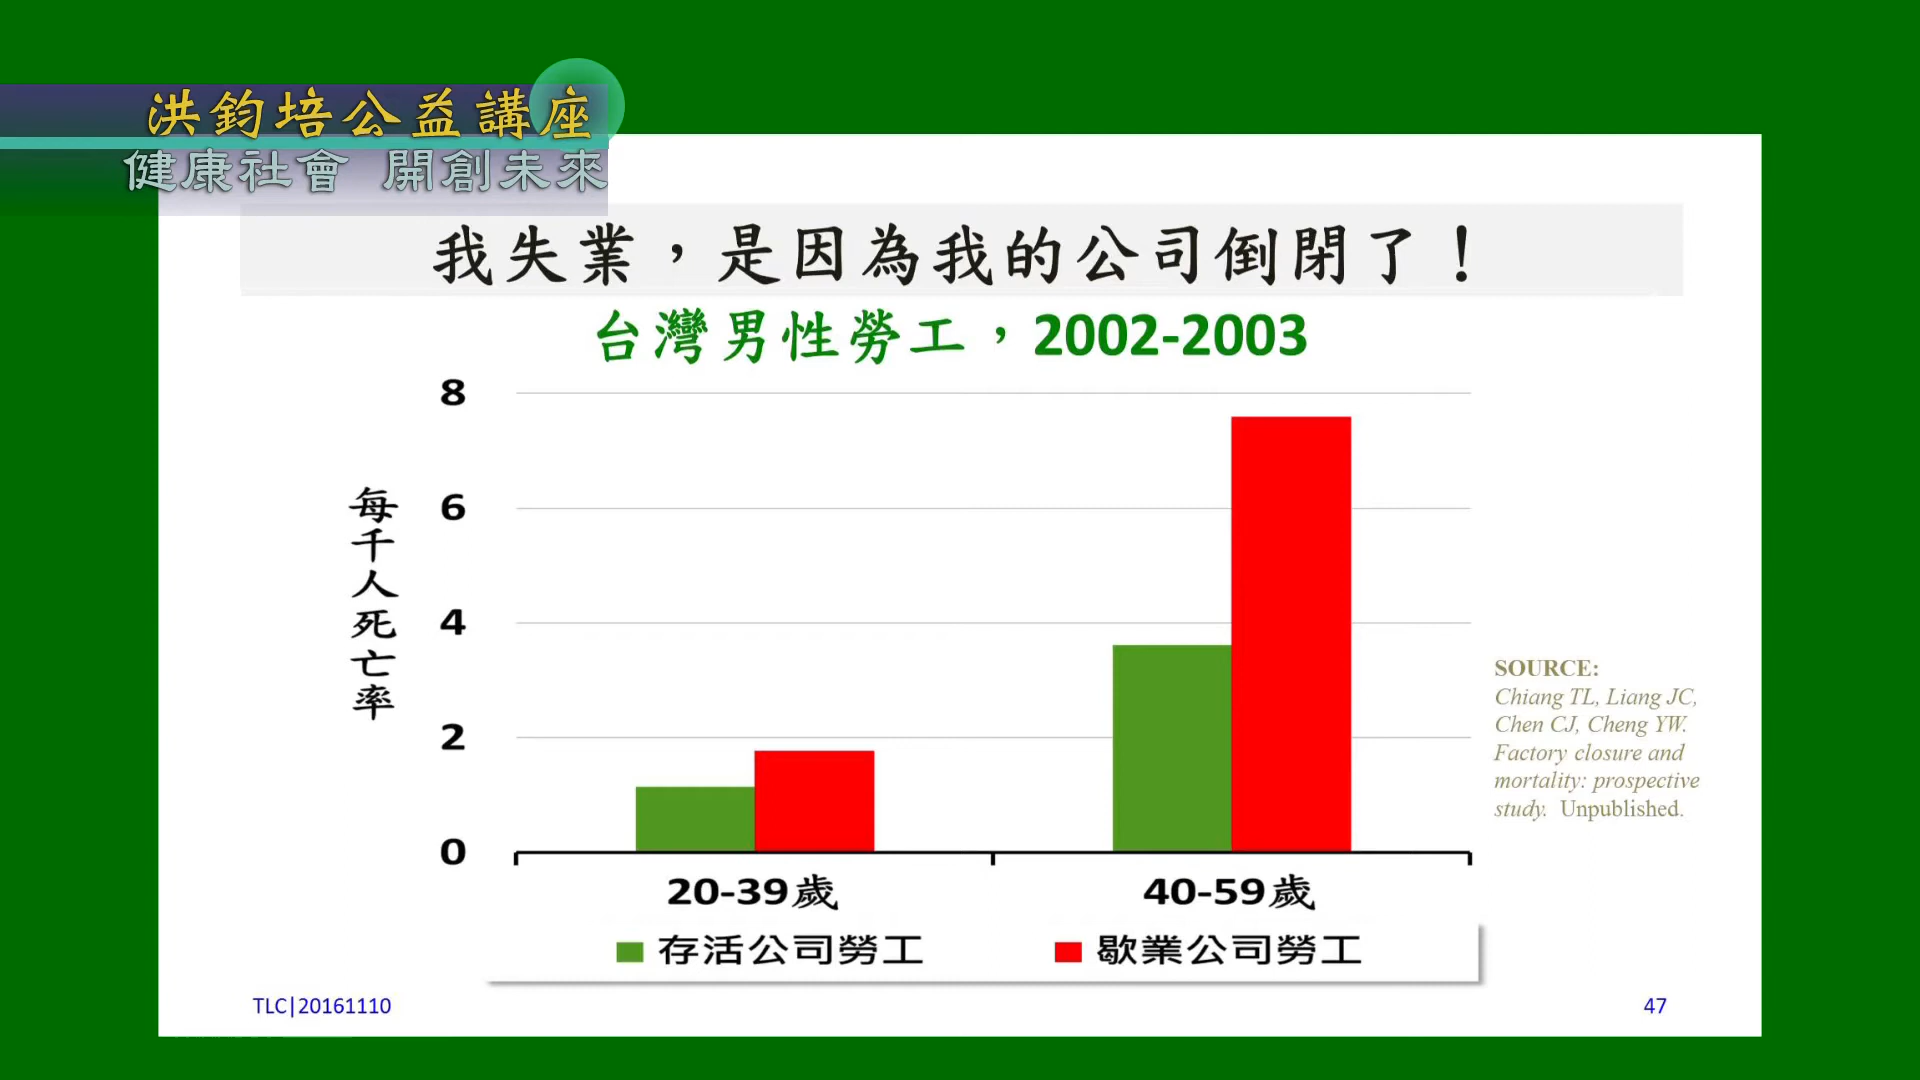 洪鈞培公益講座
健康社會 開創未來
我失業，是因為我的公司倒閉了！
台灣男性勞工，2002-2003
每千人死亡率
8
6
4
2
0
20-39歲
40-59歲
存活公司勞工
歇業公司勞工
SOURCE:
Chiang TL, Liang JC,
Chen CJ, Cheng YW.
Factory closure and
mortality: prospective
study. Unpublished.
TLC|20161110
47